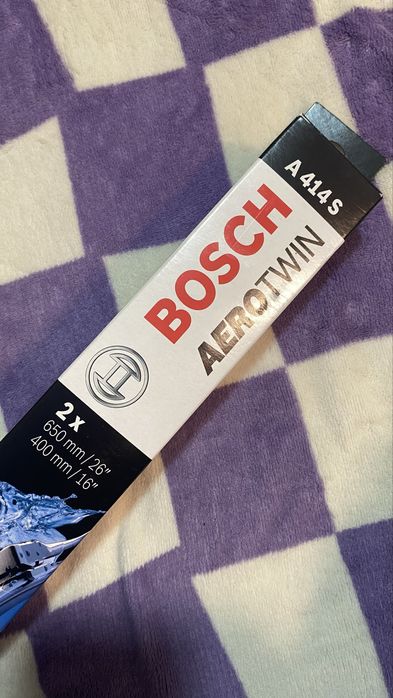 A 414 S
BOSCH
AEROTWIN
2 x
650 mm/26"
400 mm/16"